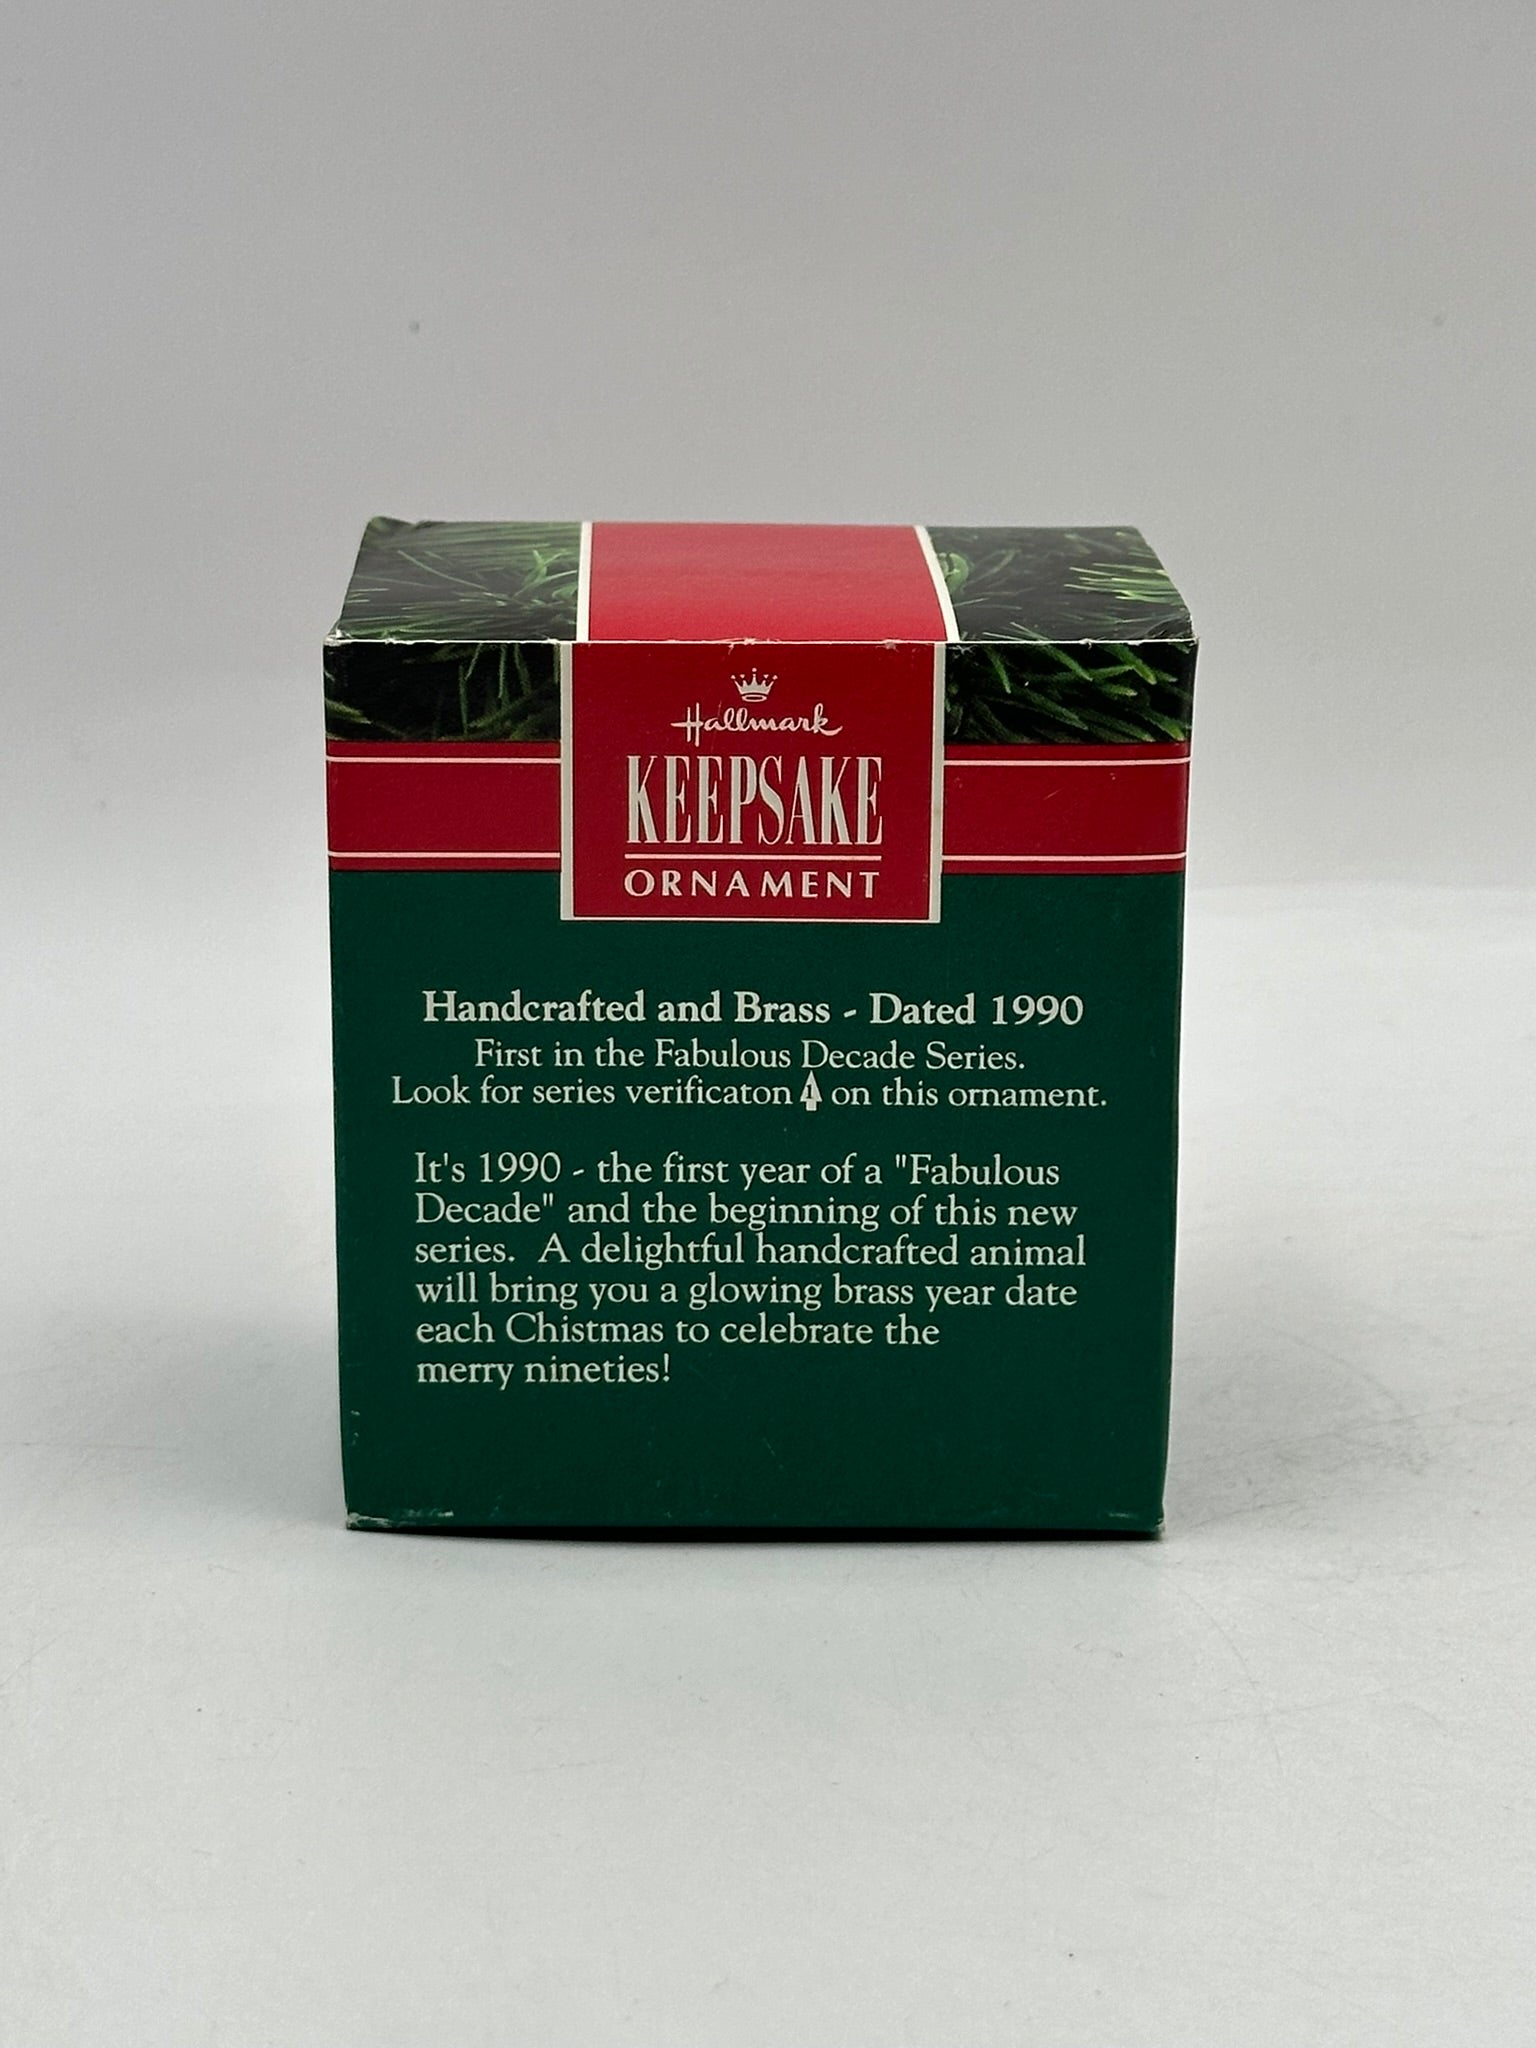 Hallmark
KEEPSAKE
ORNAMENT
Handcrafted and Brass - Dated 1990
First in the Fabulous Decade Series.
Look for series verificaton 1 on this ornament.
It's 1990 - the first year of a "Fabulous
Decade" and the beginning of this new
series. A delightful handcrafted animal
will bring you a glowing brass year date
each Chistmas to celebrate the
merry nineties!